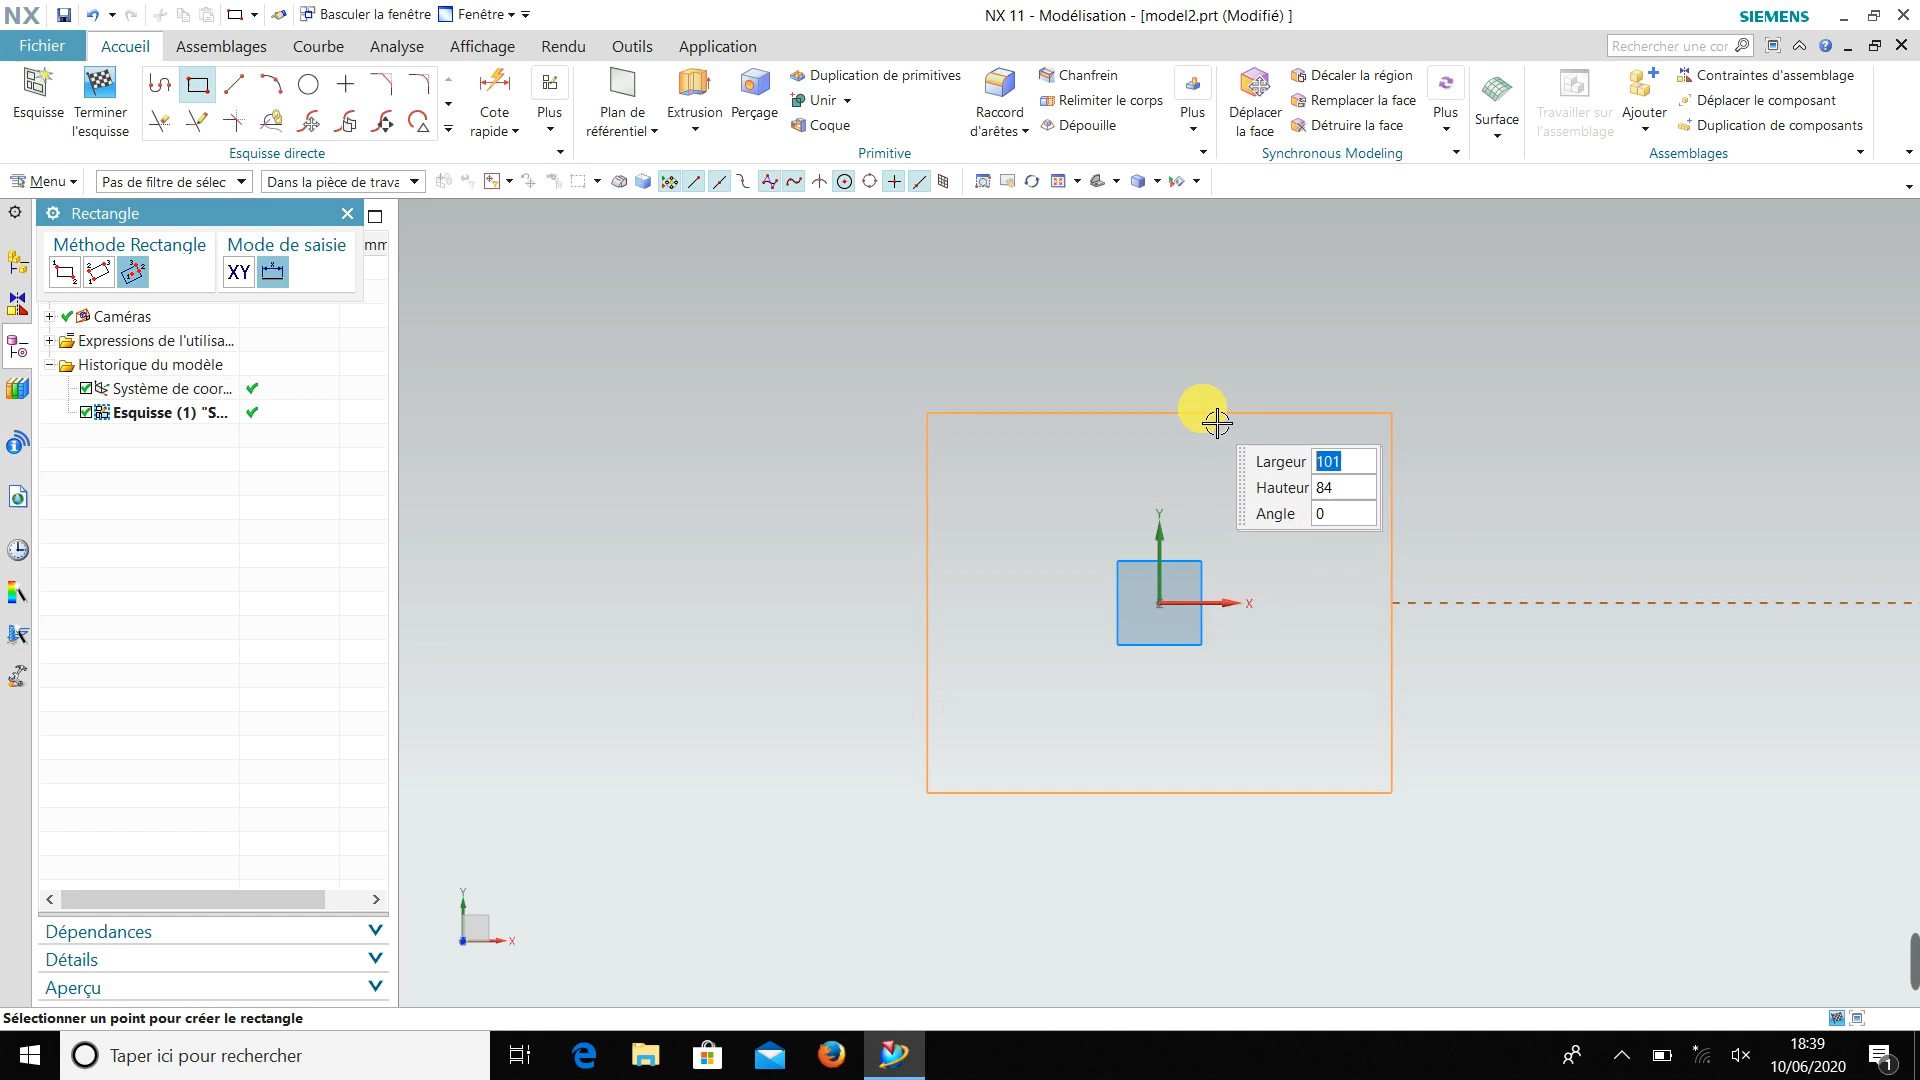 NX Basculer la fenêtre Fenêtre NX 11 - Modélisation - [model2.prt (Modifié) ] SIEMENS
Fichier Accueil Assemblages Courbe Analyse Affichage Rendu Outils Application Rechercher une cor
Esquisse
Terminer
l'esquisse
Cote
rapide
Plus
Esquisse directe
Plan de
référentiel
Extrusion
Perçage
Duplication de primitives
Unir
Coque
Raccord
d'arêtes
Chanfrein
Relimiter le corps
Dépouille
Plus
Primitive
Déplacer
la face
Décaler la région
Remplacer la face
Détruire la face
Plus
Synchronous Modeling
Surface
Travailler sur
l'assemblage
Ajouter
Contraintes d'assemblage
Déplacer le composant
Duplication de composants
Assemblages
Menu Pas de filtre de sélec Dans la pièce de trava
Rectangle
Méthode Rectangle Mode de saisie mm
XY
Caméras
Expressions de l'utilisa...
Historique du modèle
Système de coor...
Esquisse (1) "S...
Largeur 101
Hauteur 84
Angle 0
Y
X
Y
X
Dépendances
Détails
Aperçu
Sélectionner un point pour créer le rectangle
Taper ici pour rechercher
18:39
10/06/2020
1